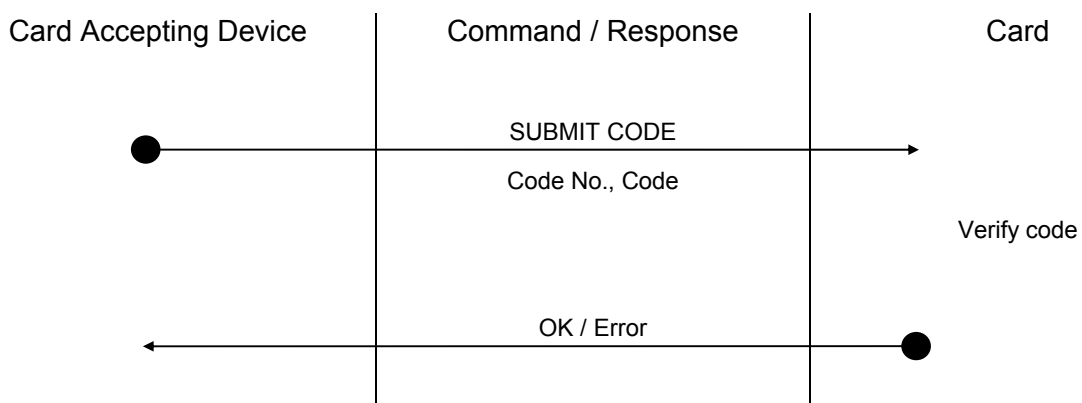 Card Accepting Device
Command / Response
Card
SUBMIT CODE
Code No., Code
Verify code
OK / Error